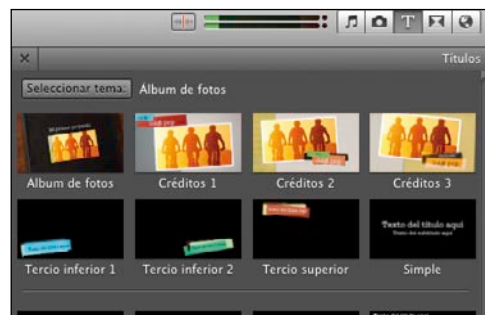 Títulos
Seleccionar tema: Álbum de fotos
Álbum de fotos Créditos 1 Créditos 2 Créditos 3
Texto del título aquí
Tercio inferior 1 Tercio inferior 2 Tercio superior Simple